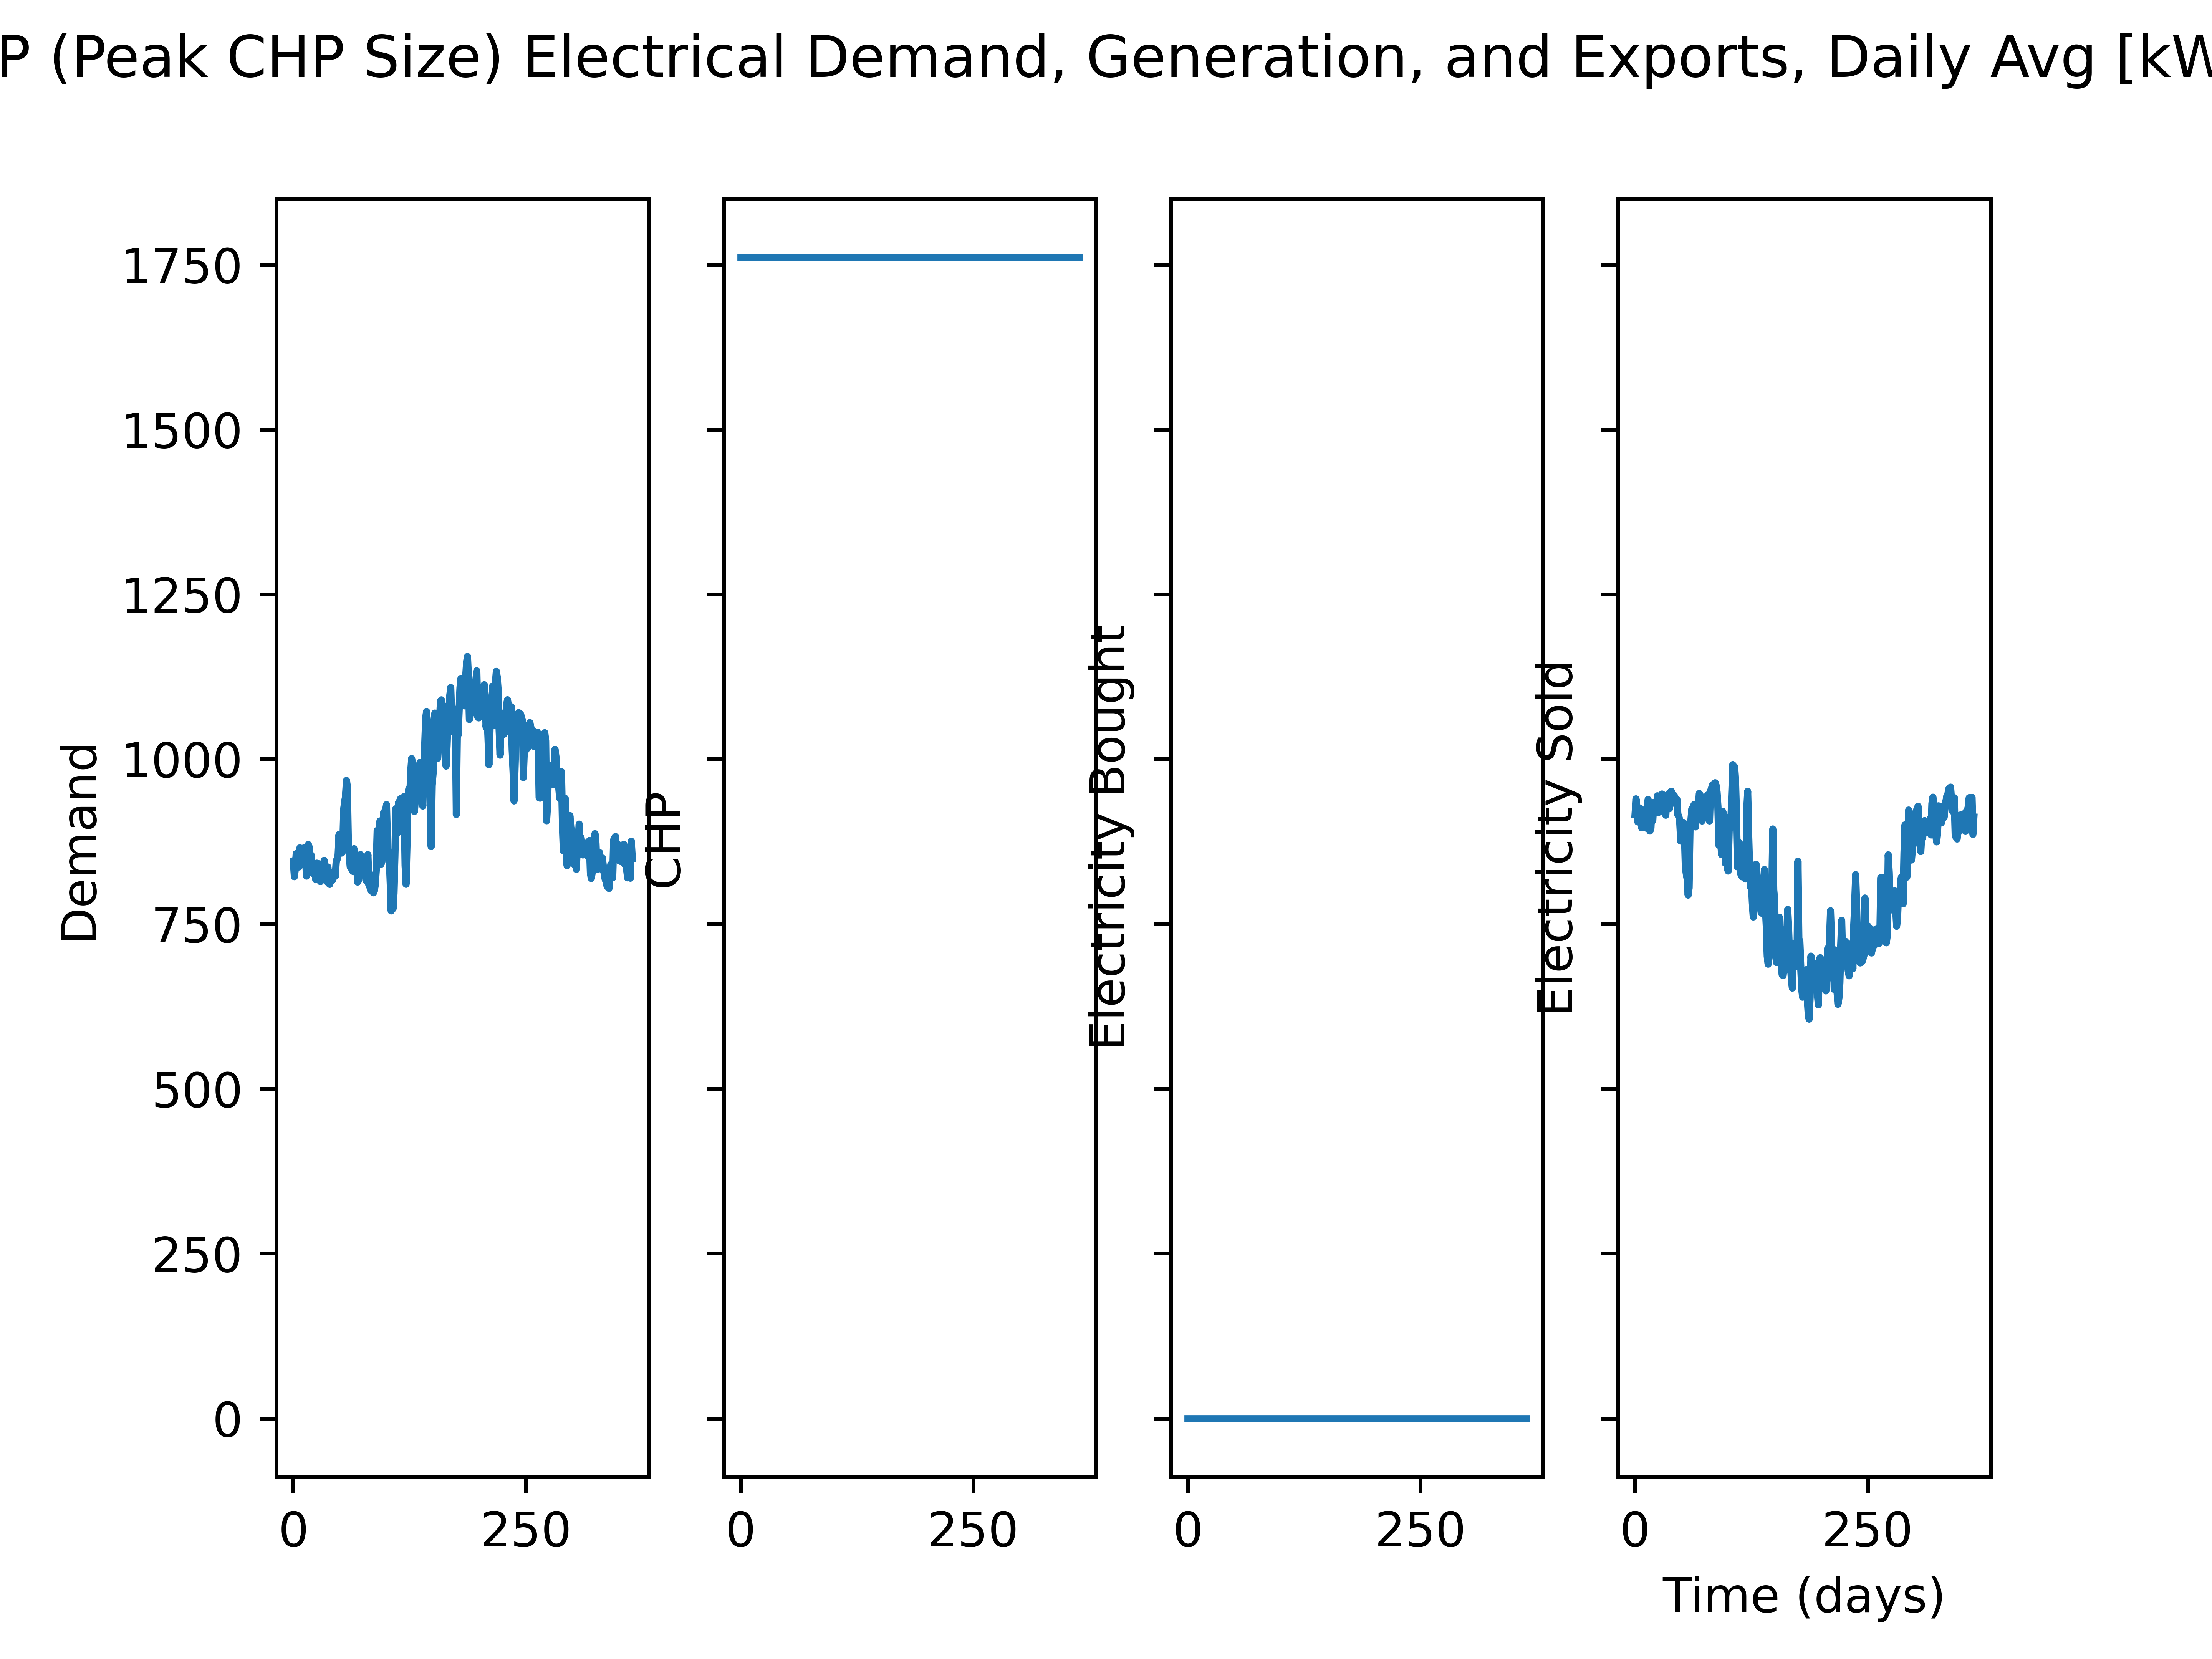 P (Peak CHP Size) Electrical Demand, Generation, and Exports, Daily Avg [kW
Demand
1750
1500
1250
1000
750
500
250
0
CHP
Electricity Bought
Electricity Sold
0 250 0 250 0 250 0 250
Time (days)